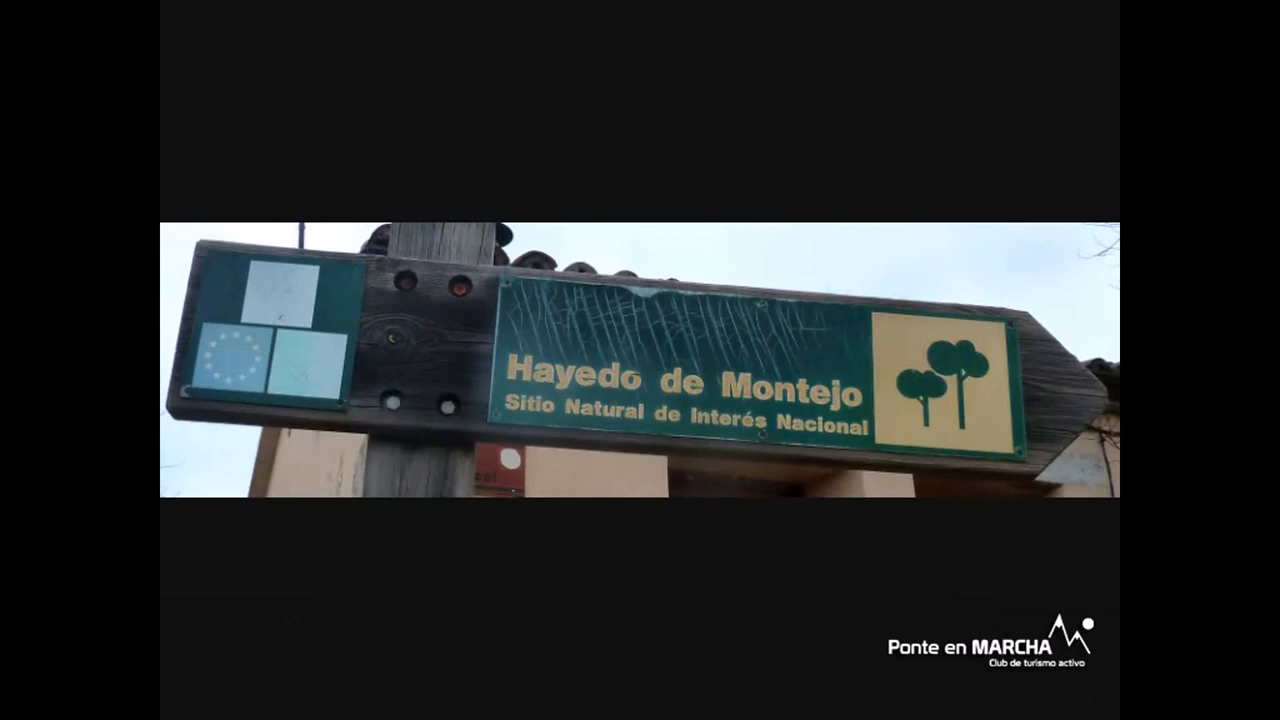 Hayedo de Montejo
Sitio Natural de Interés Nacional
Ponte en MARCHA
Club de turismo activo